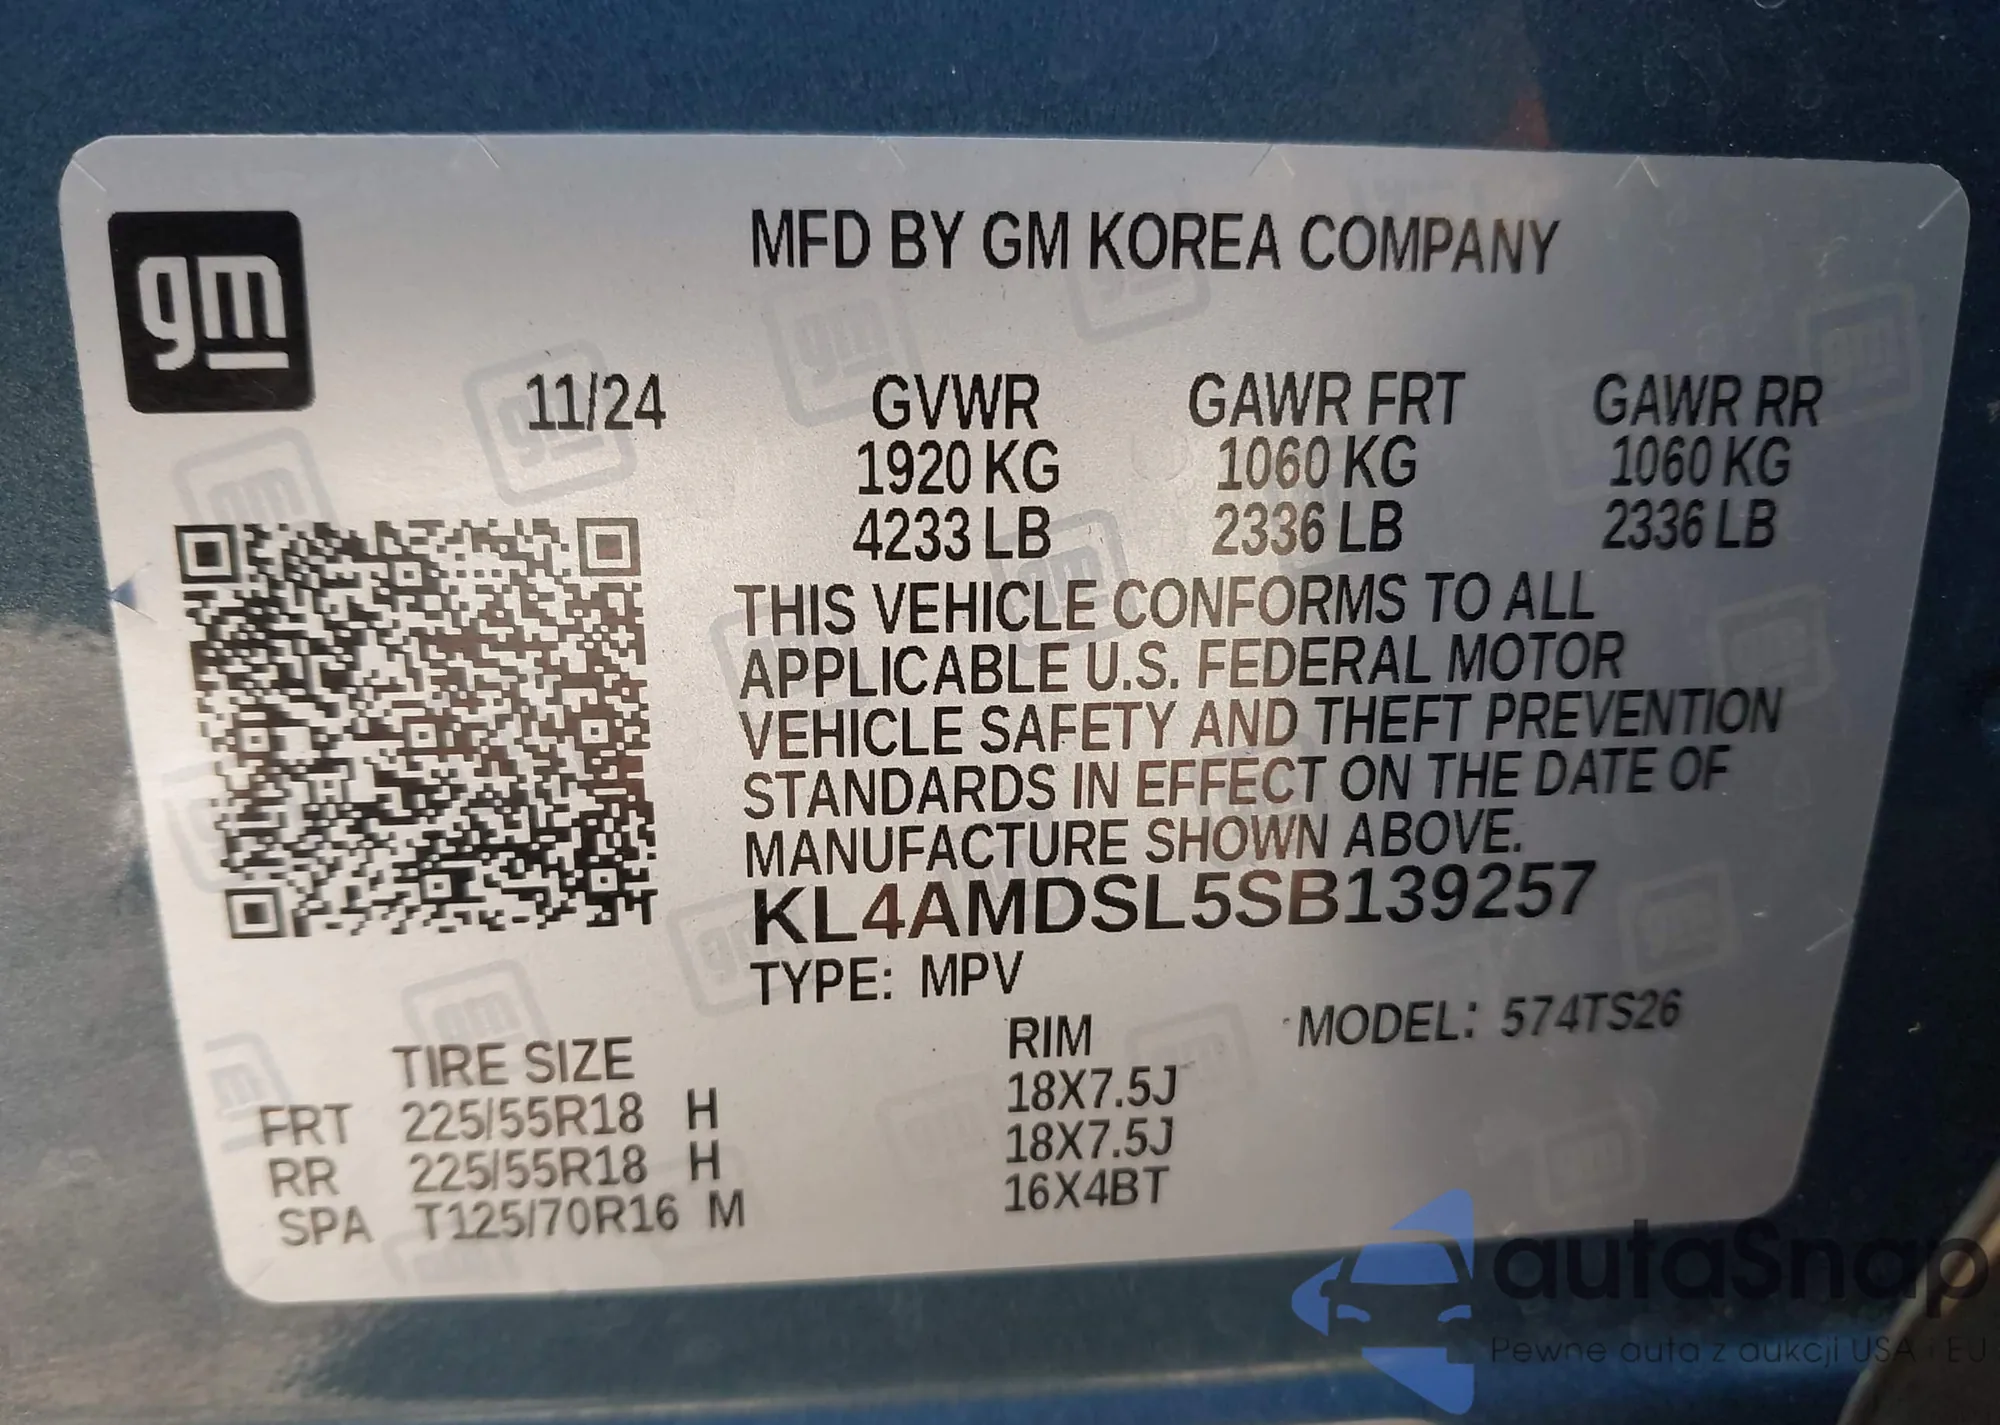 gm
MFD BY GM KOREA COMPANY
11/24 GVWR GAWR FRT GAWR RR
1920 KG 1060 KG 1060 KG
4233 LB 2336 LB 2336 LB
THIS VEHICLE CONFORMS TO ALL
APPLICABLE U.S. FEDERAL MOTOR
VEHICLE SAFETY AND THEFT PREVENTION
STANDARDS IN EFFECT ON THE DATE OF
MANUFACTURE SHOWN ABOVE.
KL4AMDSL5SB139257
TYPE: MPV
TIRE SIZE RIM MODEL: 574TS26
FRT 225/55R18 H 18X7.5J
RR 225/55R18 H 18X7.5J
SPA T125/70R16 M 16X4BT
autaSnap
Pewne auta z aukcji USA i EU